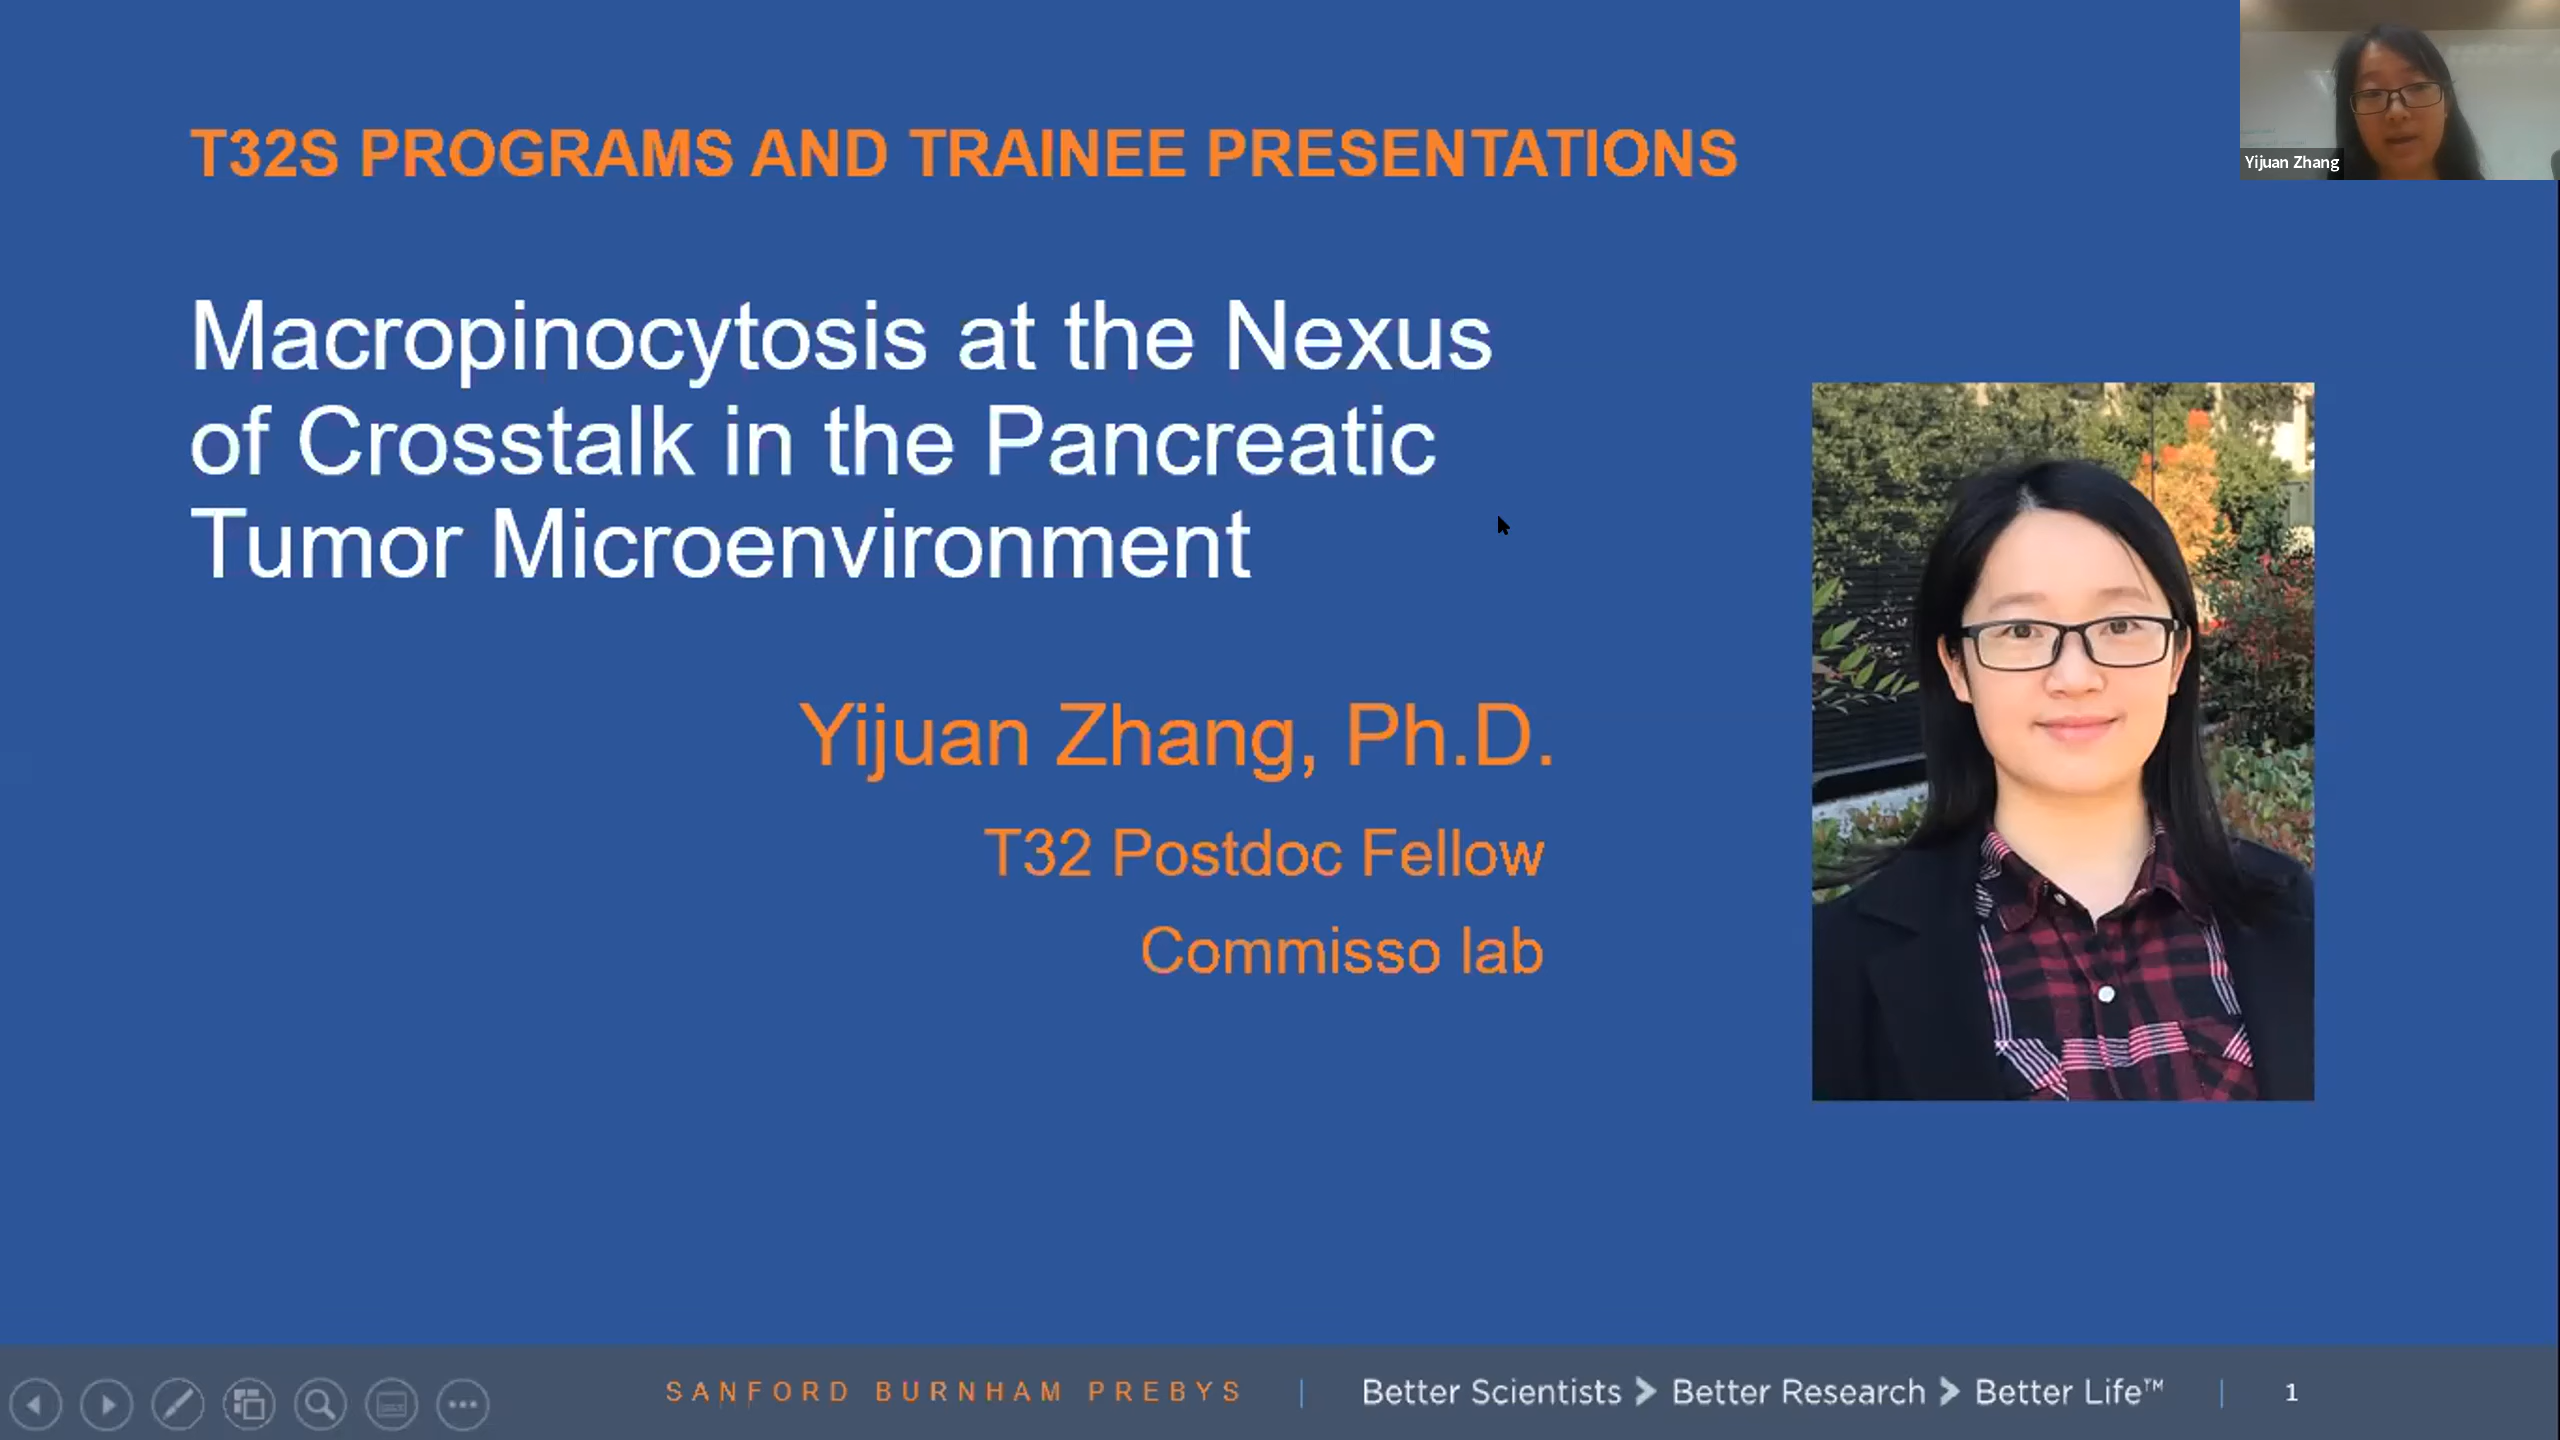 T32S PROGRAMS AND TRAINEE PRESENTATIONS
Yijuan Zhang
Macropinocytosis at the Nexus
of Crosstalk in the Pancreatic
Tumor Microenvironment
Yijuan Zhang, Ph.D.
T32 Postdoc Fellow
Commisso lab
SANFORD BURNHAM PREBYS | Better Scientists > Better Research > Better Life™ | 1